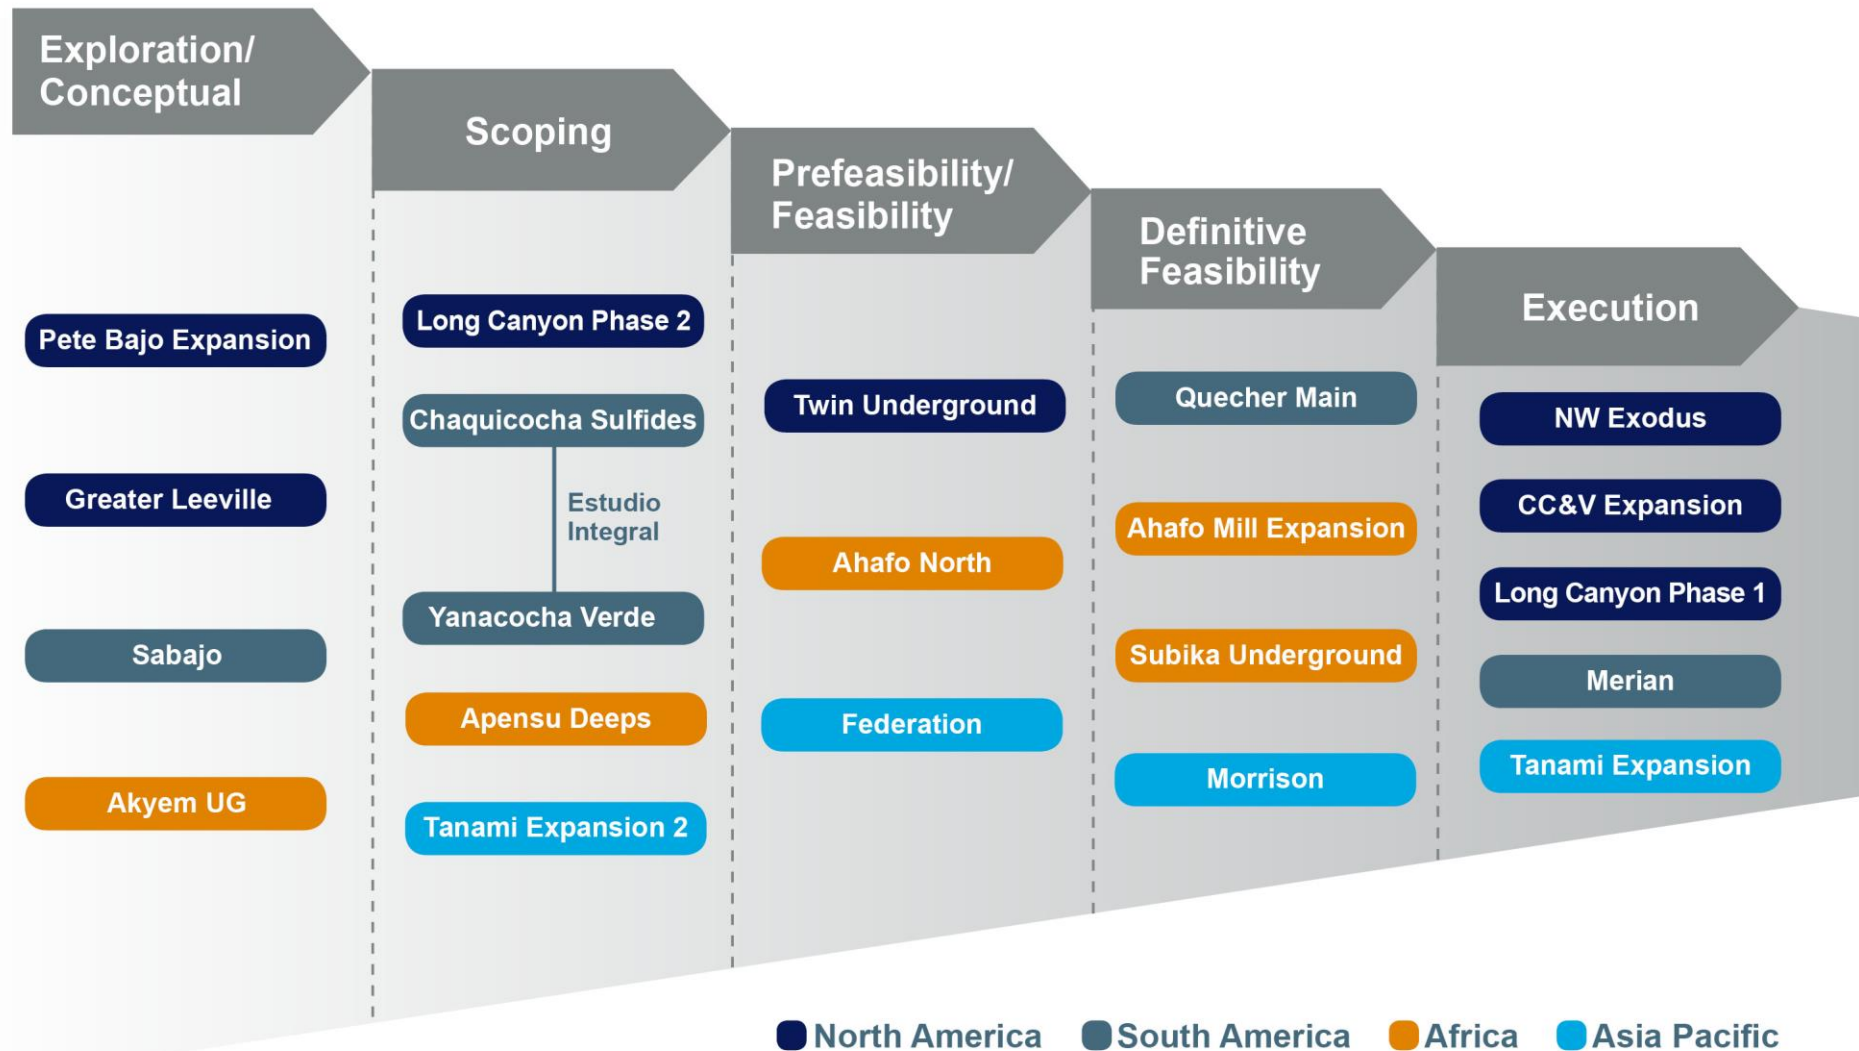 Exploration/
Conceptual
Scoping
Prefeasibility/
Feasibility
Definitive
Feasibility
Execution
Pete Bajo Expansion
Greater Leeville
Sabajo
Akyem UG
Long Canyon Phase 2
Chaquicocha Sulfides
Estudio
Integral
Yanacocha Verde
Apensu Deeps
Tanami Expansion 2
Twin Underground
Ahafo North
Federation
Quecher Main
Ahafo Mill Expansion
Subika Underground
Morrison
NW Exodus
CC&V Expansion
Long Canyon Phase 1
Merian
Tanami Expansion
North America
South America
Africa
Asia Pacific